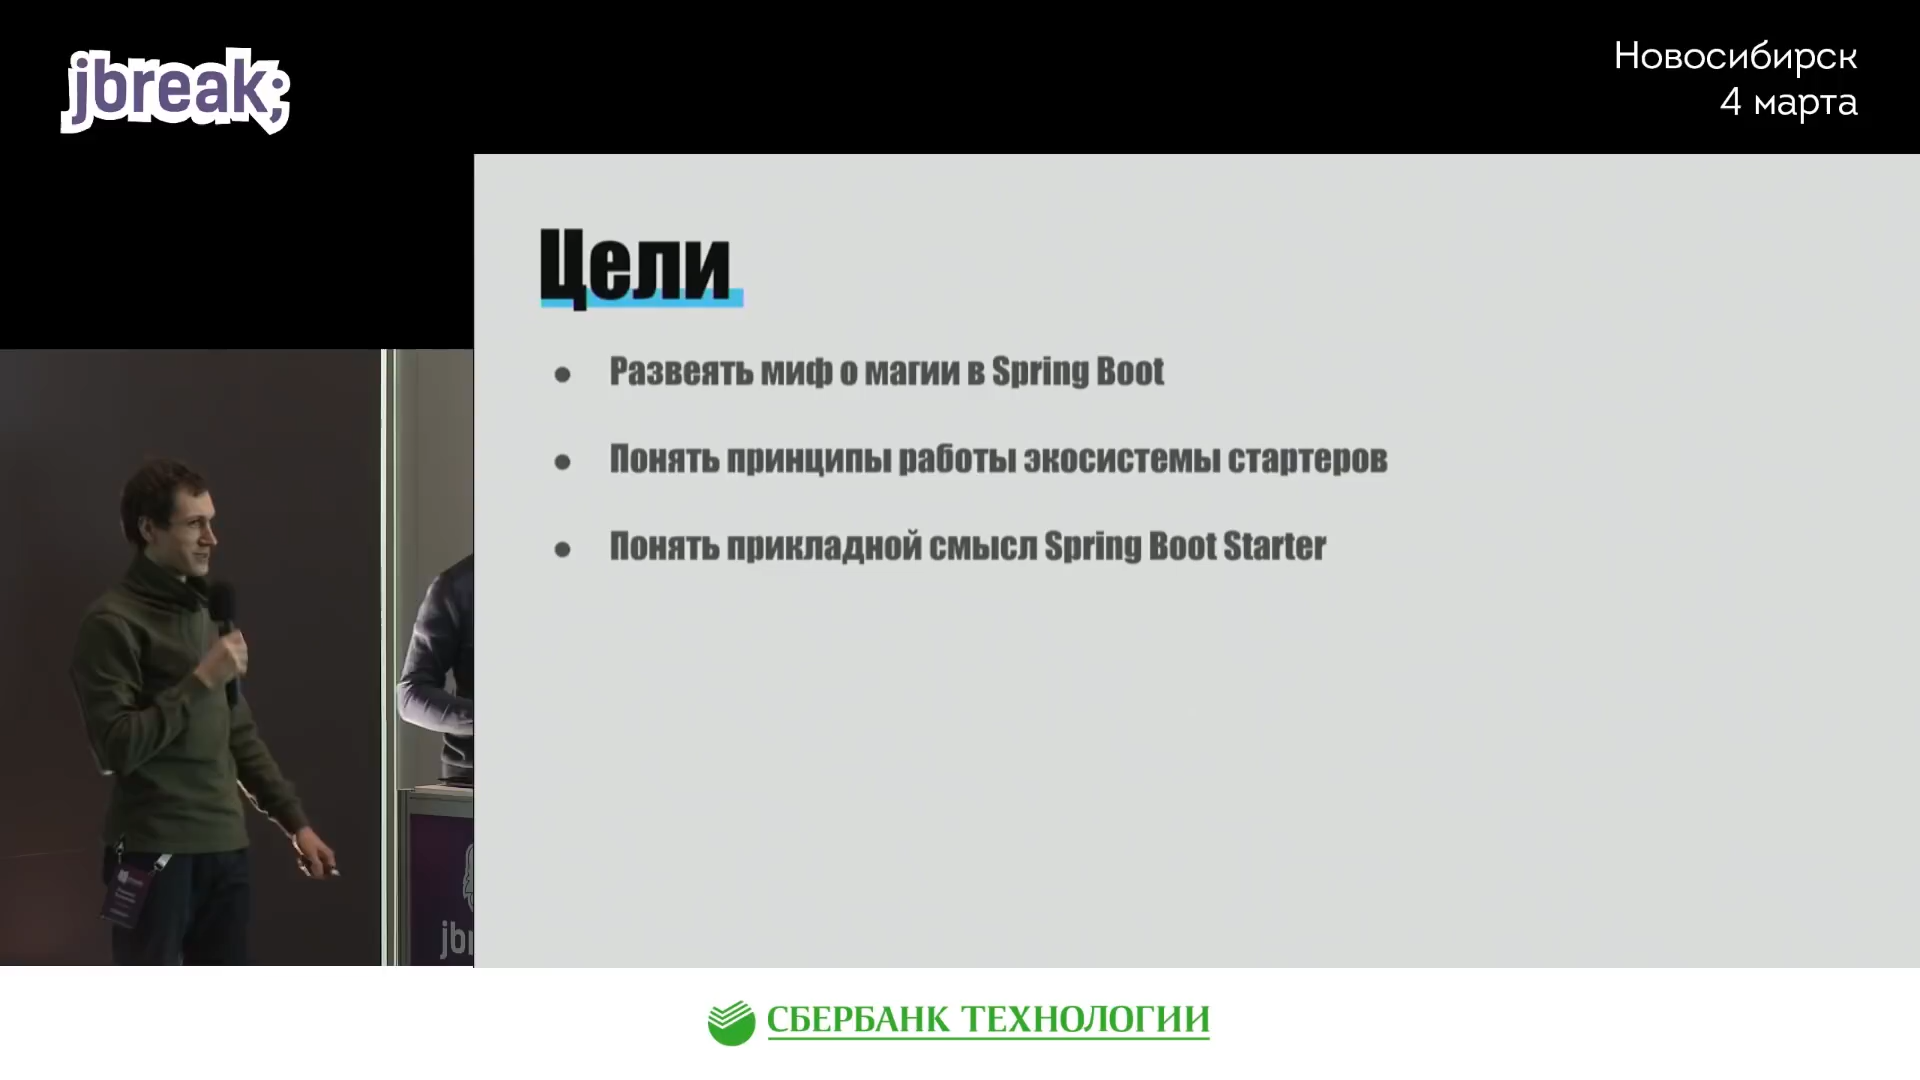 jbreak;
Новосибирск
4 марта
Цели
• Развеять миф о магии в Spring Boot
• Понять принципы работы экосистемы стартеров
• Понять прикладной смысл Spring Boot Starter
jbr
СБЕРБАНК ТЕХНОЛОГИИ